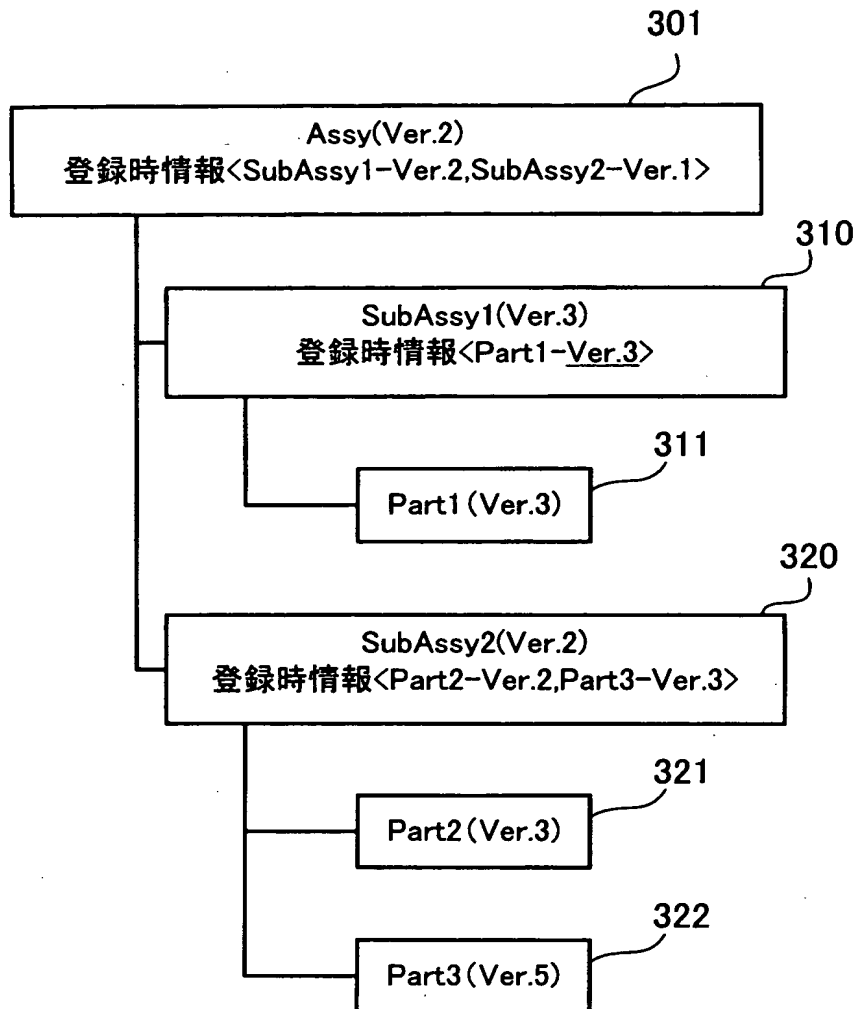 301
Assy(Ver.2)
登録時情報<SubAssy1-Ver.2,SubAssy2-Ver.1>
310
SubAssy1(Ver.3)
登録時情報<Part1-Ver.3>
311
Part1(Ver.3)
320
SubAssy2(Ver.2)
登録時情報<Part2-Ver.2,Part3-Ver.3>
321
Part2(Ver.3)
322
Part3(Ver.5)